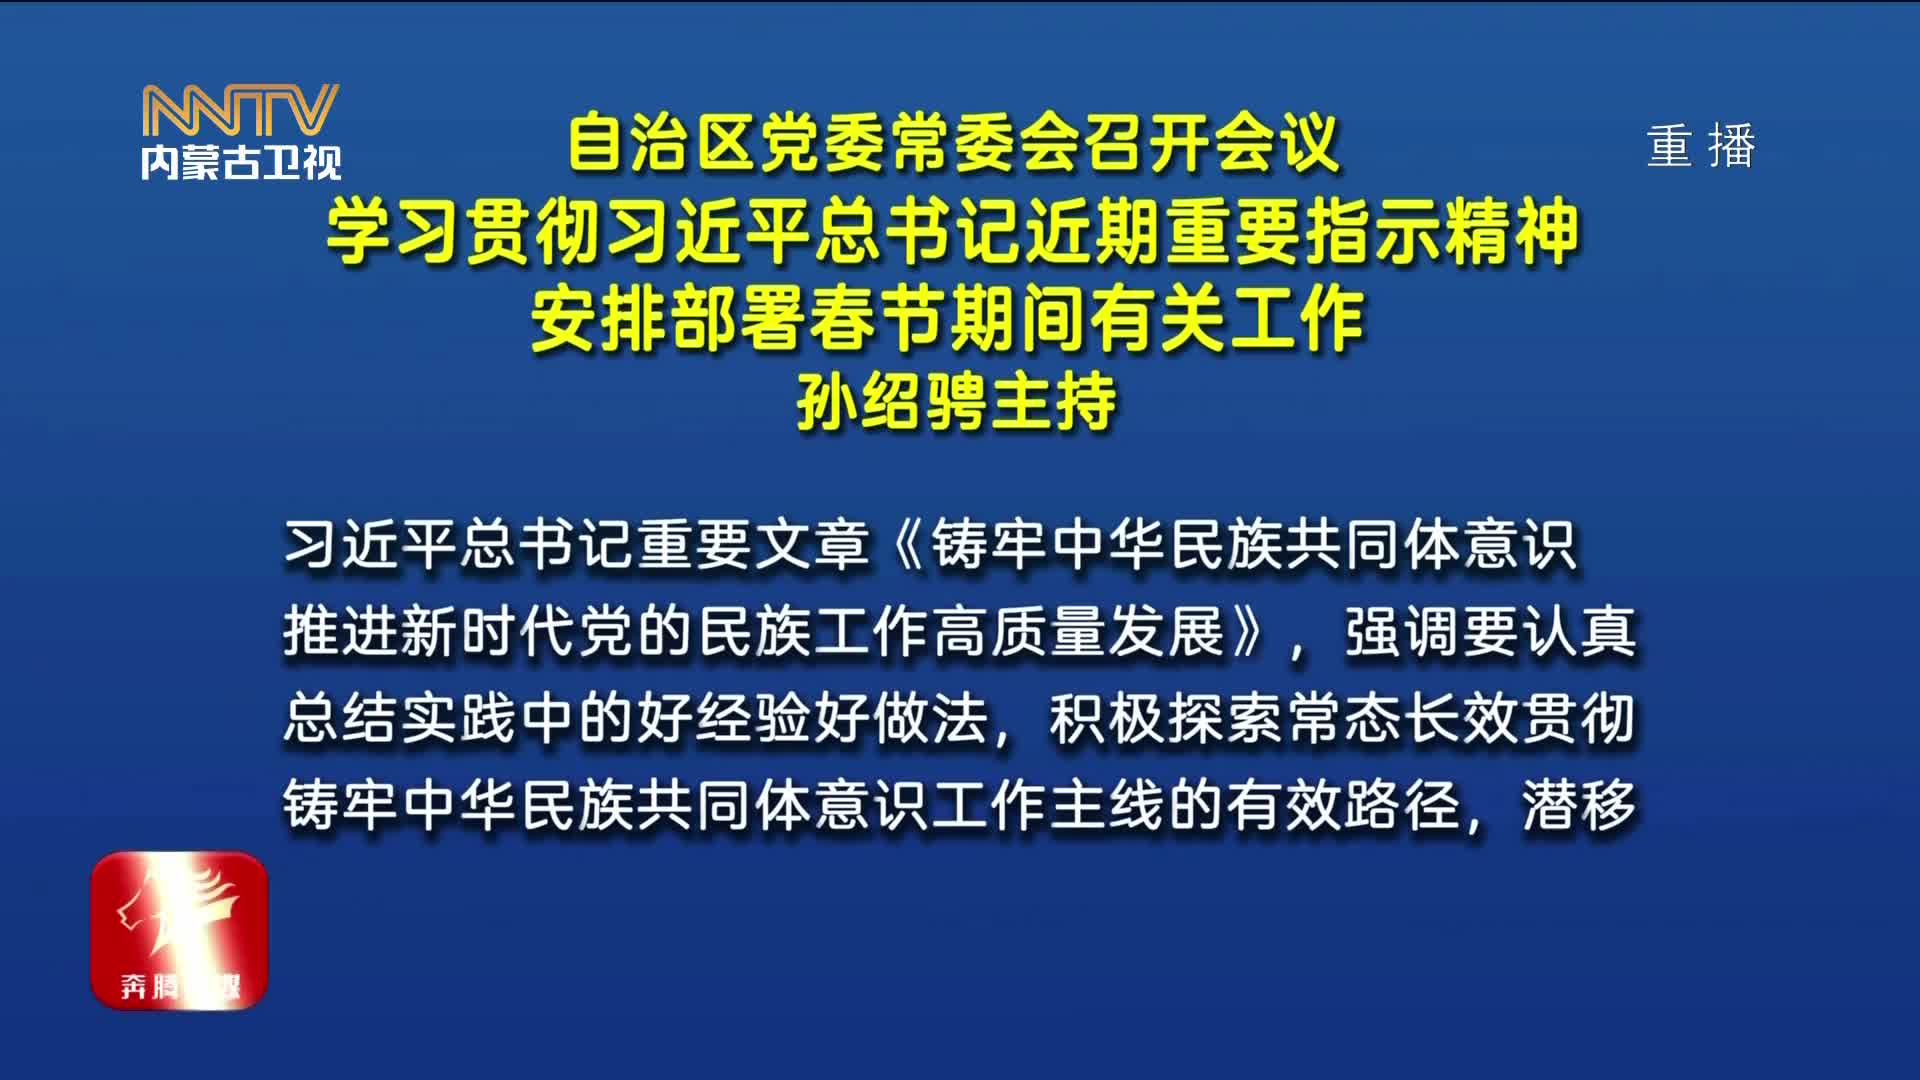 NNTV
内蒙古卫视
重播
自治区党委常委会召开会议
学习贯彻习近平总书记近期重要指示精神
安排部署春节期间有关工作
孙绍骋主持
习近平总书记重要文章《铸牢中华民族共同体意识
推进新时代党的民族工作高质量发展》，强调要认真
总结实践中的好经验好做法，积极探索常态长效贯彻
铸牢中华民族共同体意识工作主线的有效路径，潜移
奔腾